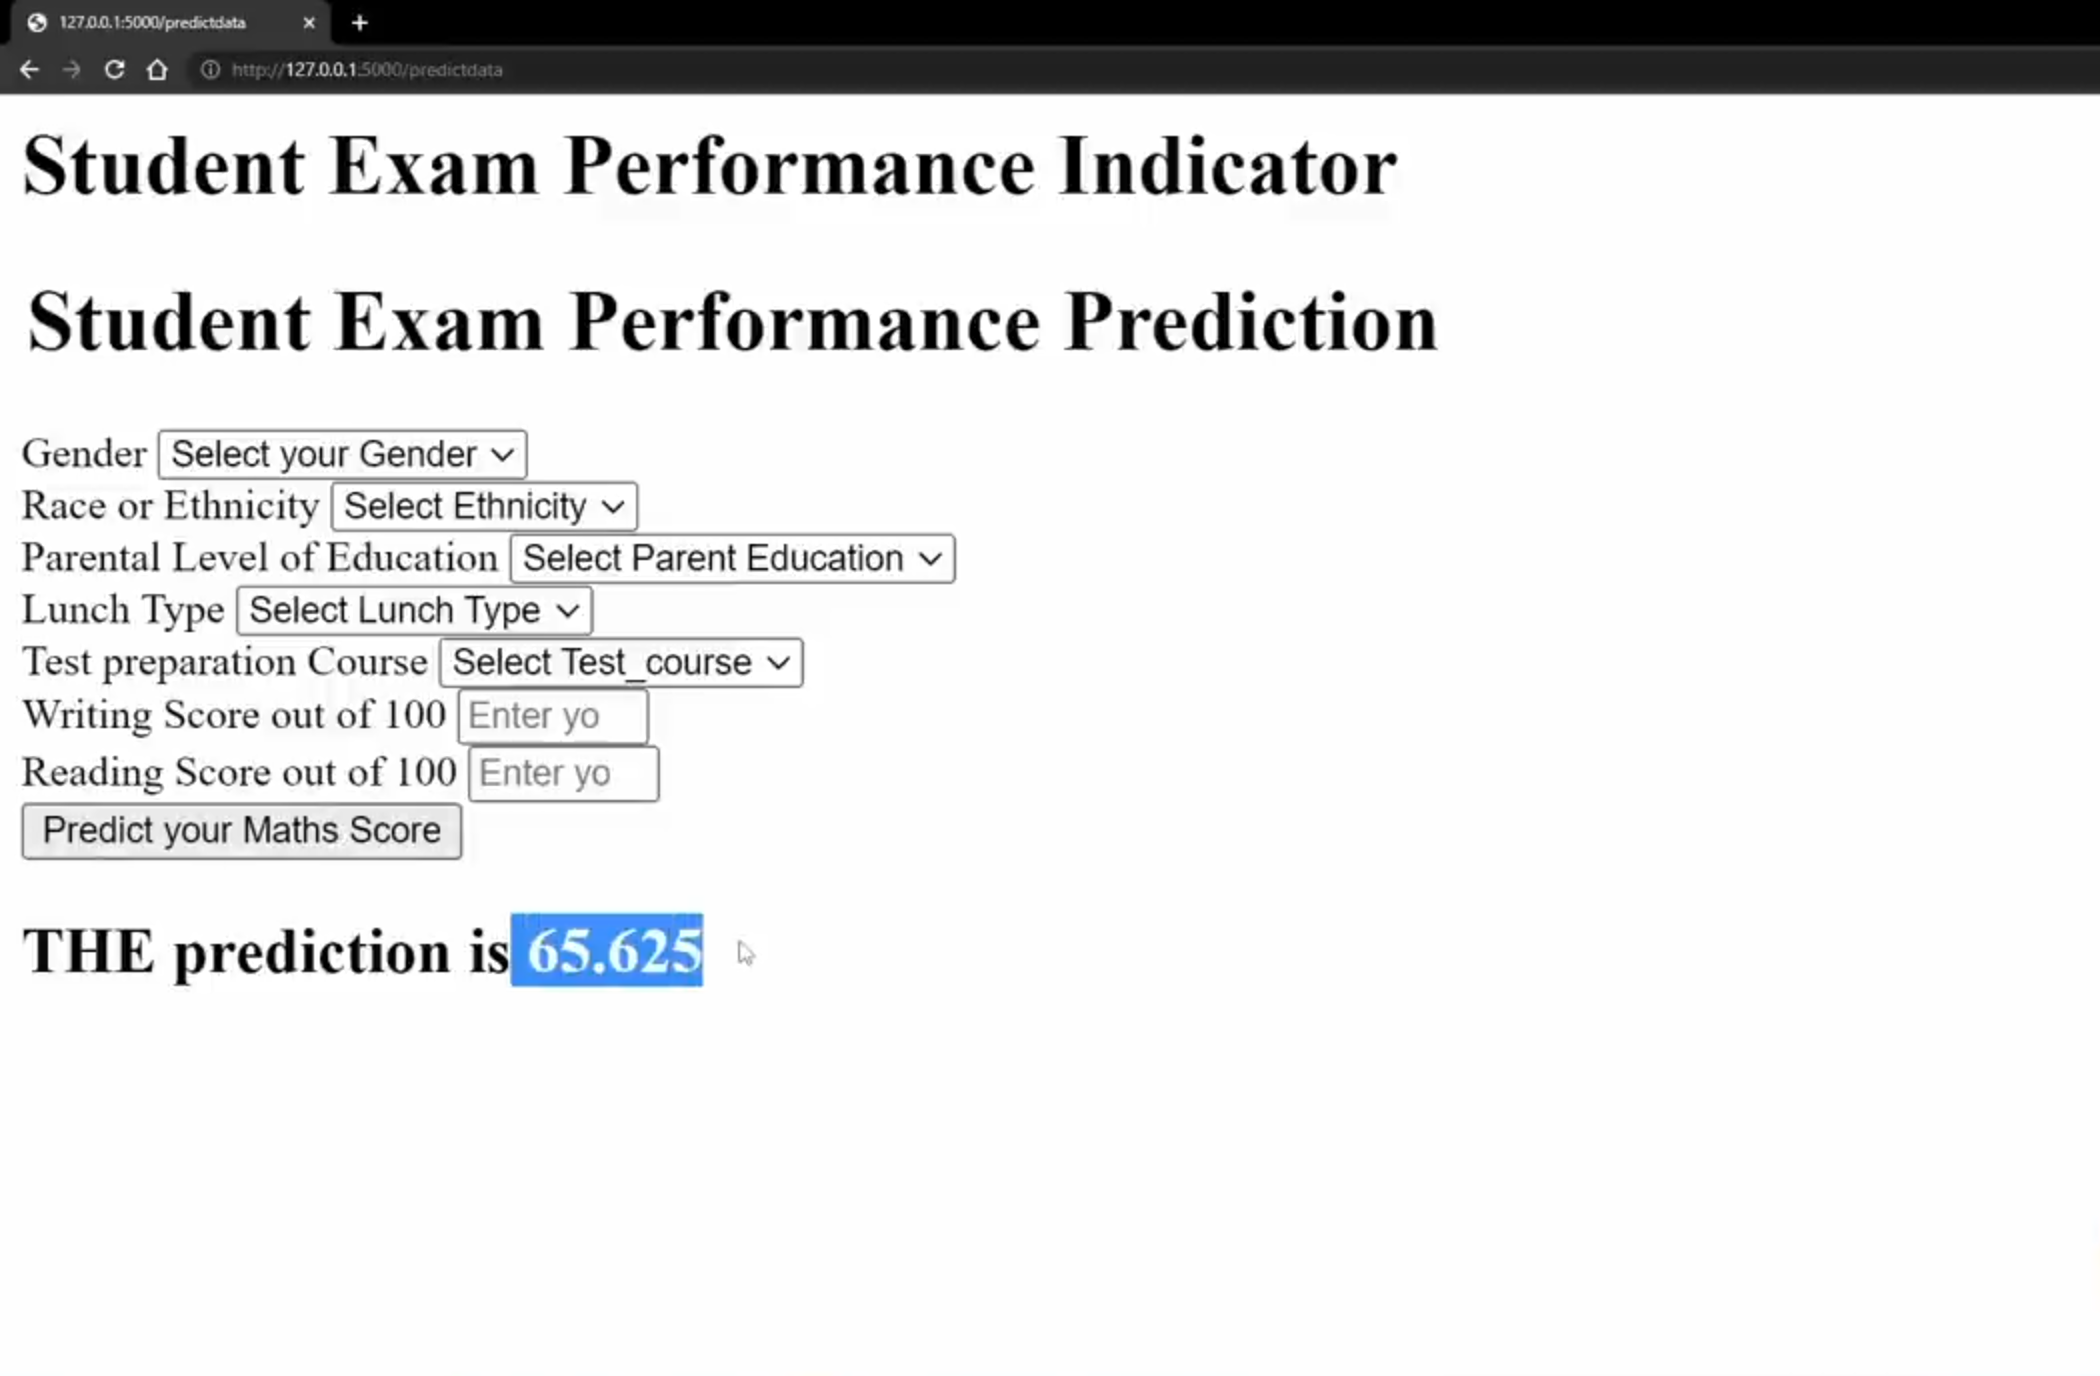 127.0.0.1:5000/predictdata
http://127.0.0.1:5000/predictdata
Student Exam Performance Indicator
Student Exam Performance Prediction
Gender Select your Gender
Race or Ethnicity Select Ethnicity
Parental Level of Education Select Parent Education
Lunch Type Select Lunch Type
Test preparation Course Select Test_course
Writing Score out of 100 Enter yo
Reading Score out of 100 Enter yo
Predict your Maths Score
THE prediction is 65.625